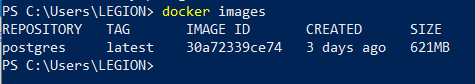 PS C:\Users\LEGION> docker images
REPOSITORY   TAG       IMAGE ID       CREATED      SIZE
postgres     latest    30a72339ce74   3 days ago   621MB
PS C:\Users\LEGION>